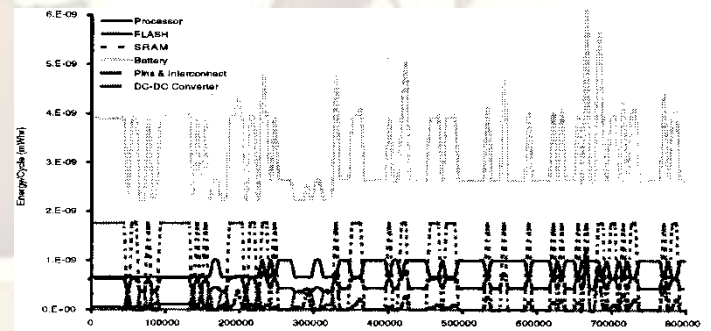 6.E-09
Processor
FLASH
SRAM
Battery
Pins & Interconnect
DC-DC Converter
5.E-09
4.E-09
3.E-09
2.E-09
1.E-09
0.E+00
Energy/Cycle (mWhr)
0 100000 200000 300000 400000 500000 600000 700000 800000